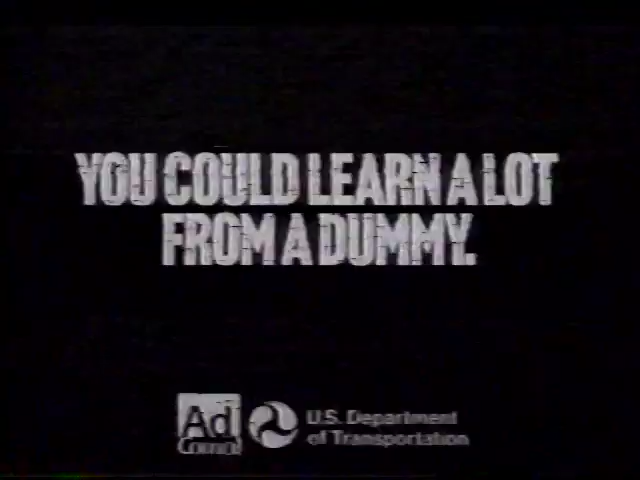 YOU COULD LEARN A LOT
FROM A DUMMY.
Ad
Council
U.S. Department
of Transportation